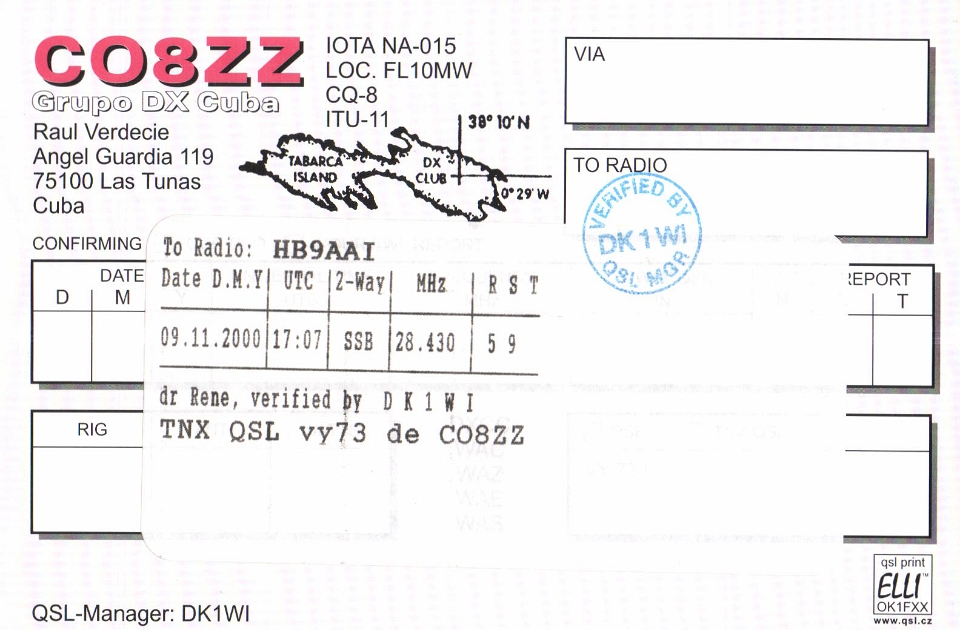 CO8ZZ
Grupo DX Cuba
Raul Verdecie
Angel Guardia 119
75100 Las Tunas
Cuba
IOTA NA-015
LOC. FL10MW
CQ-8
ITU-11
38° 10' N
TABARCA ISLAND
DX CLUB
0° 29' W
VIA
TO RADIO
VERIFIED BY
DK1WI
QSL MGR
CONFIRMING
DATE
D M
REPORT
T
To Radio: HB9AAI
Date D.M.Y UTC 2-Way MHz R S T
09.11.2000 17:07 SSB 28.430 5 9
dr Rene, verified by D K 1 W I
TNX QSL vy73 de CO8ZZ
RIG
QSL-Manager: DK1WI
qsl print
ELLI™
OK1FXX
www.qsl.cz